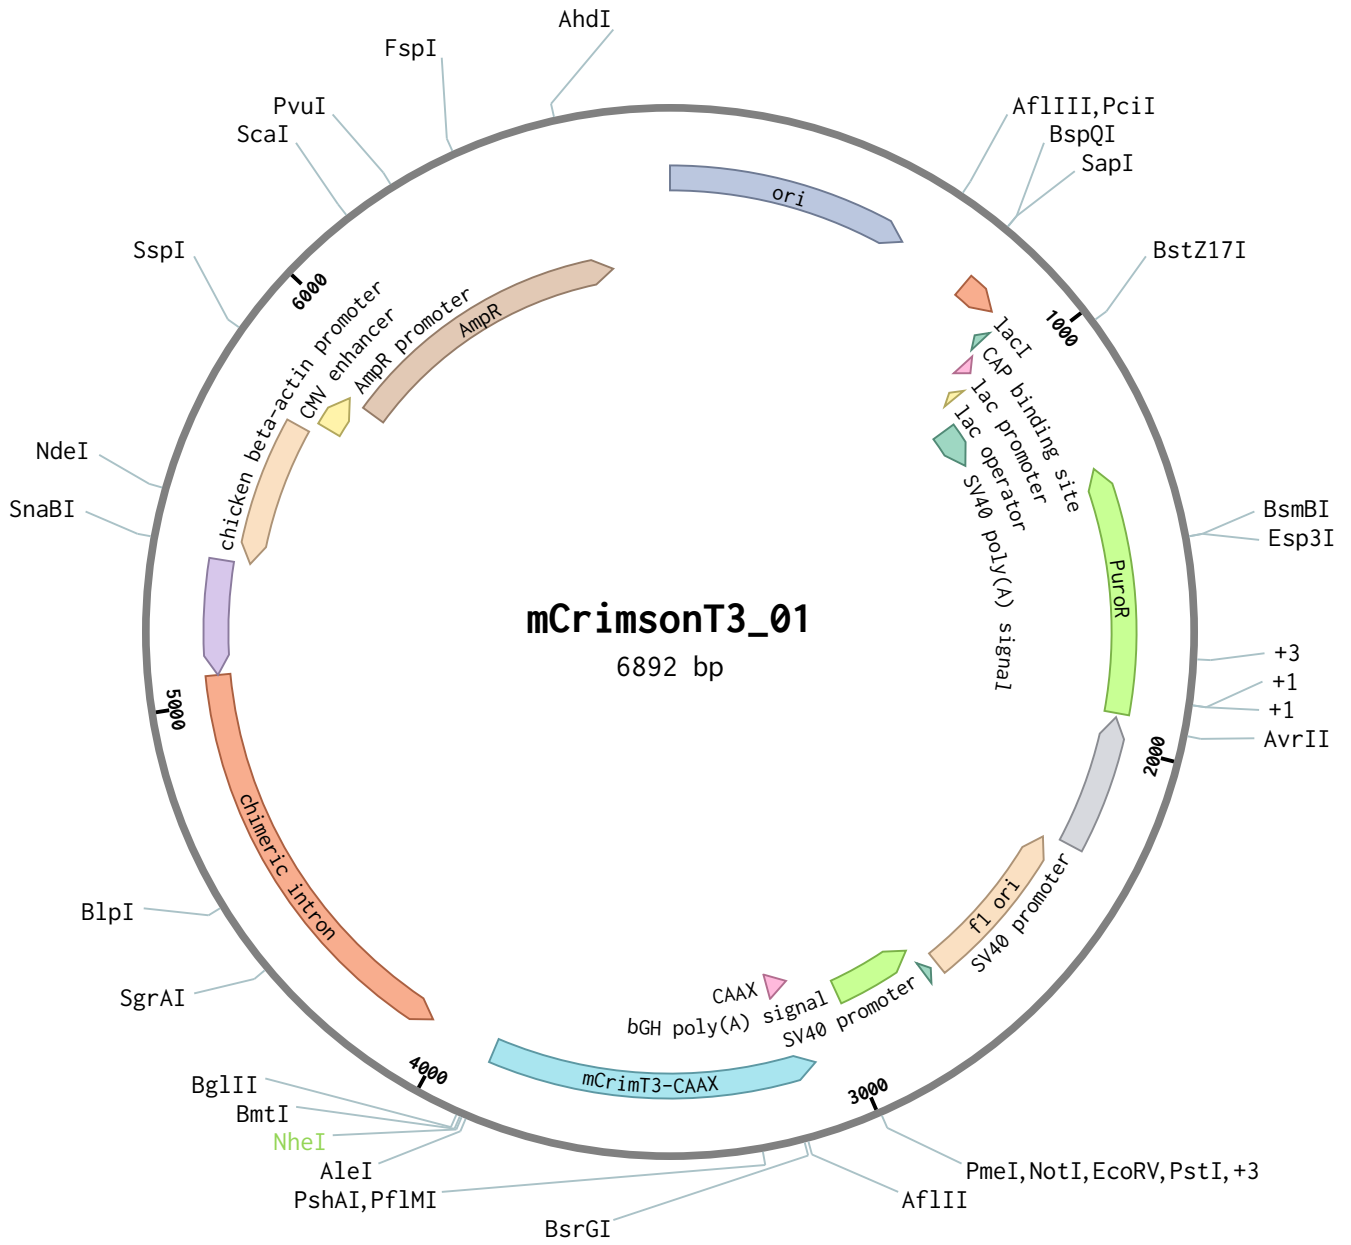 AhdI
FspI
PvuI
ScaI
AflIII,PciI
BspQI
SapI
SspI
BstZ17I
NdeI
SnaBI
BsmBI
Esp3I
+3
+1
+1
AvrII
BlpI
SgrAI
BglII
BmtI
NheI
AleI
PshAI,PflMI
BsrGI
AflII
PmeI,NotI,EcoRV,PstI,+3
1000
2000
3000
4000
5000
6000
ori
lacI
CAP binding site
lac promoter
lac operator
SV40 poly(A) signal
PuroR
SV40 promoter
f1 ori
SV40 promoter
bGH poly(A) signal
CAAX
mCrimT3-CAAX
chimeric intron
chicken beta-actin promoter
CMV enhancer
AmpR promoter
AmpR
mCrimsonT3_01
6892 bp